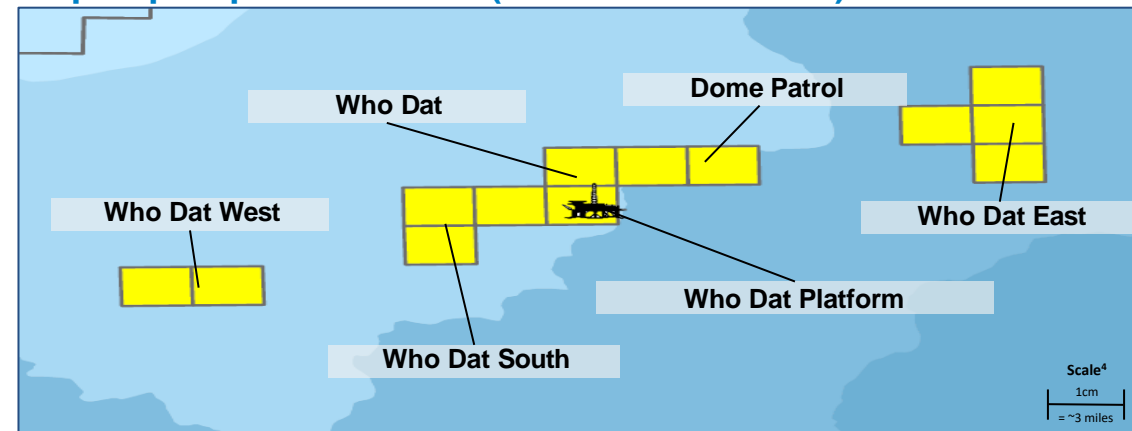 Dome Patrol
Who Dat
Who Dat West
Who Dat East
Who Dat Platform
Who Dat South
Scale⁴
1cm
= ~3 miles